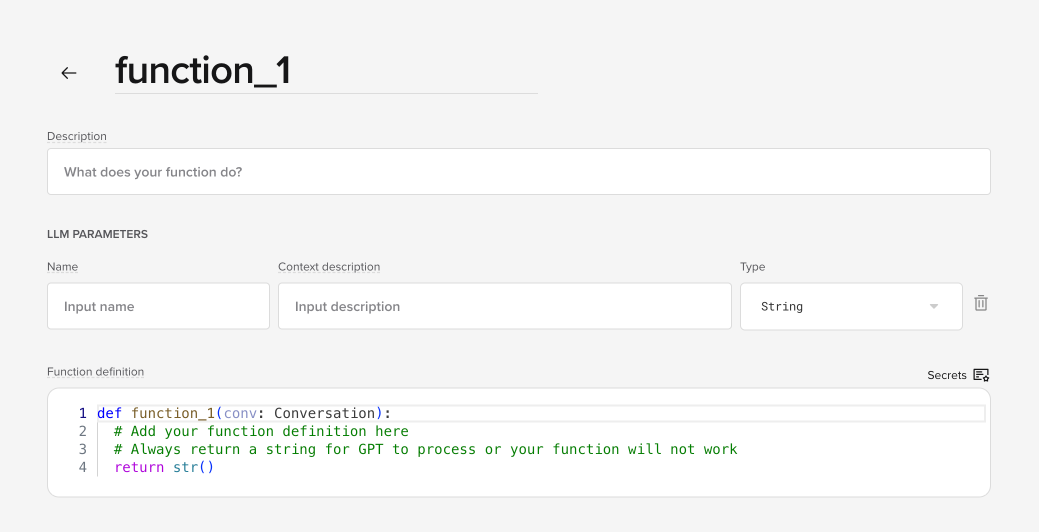 function_1
Description
What does your function do?
LLM PARAMETERS
Name Context description Type
Input name Input description String
Function definition Secrets
1 def function_1(conv: Conversation):
2   # Add your function definition here
3   # Always return a string for GPT to process or your function will not work
4   return str()